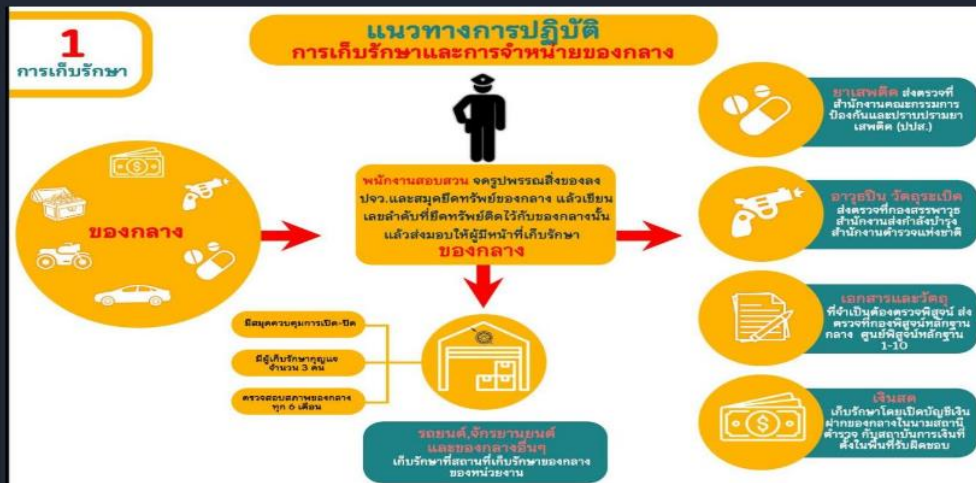 1
การเก็บรักษา
แนวทางการปฏิบัติ
การเก็บรักษาและการจำหน่ายของกลาง
ของกลาง
พนักงานสอบสวน จดรูปพรรณสิ่งของลง
ปจว.และสมุดยึดทรัพย์ของกลาง แล้วเขียน
เลขลำดับที่ยึดทรัพย์ติดไว้กับของกลางนั้น
แล้วส่งมอบให้ผู้มีหน้าที่เก็บรักษา
ของกลาง
มีสมุดควบคุมการเปิด-ปิด
มีผู้เก็บรักษากุญแจ
จำนวน 3 คน
ตรวจสอบสภาพของกลาง
ทุก 6 เดือน
รถยนต์,จักรยานยนต์
และของกลางอื่นๆ
เก็บรักษาที่สถานที่เก็บรักษาของกลาง
ของหน่วยงาน
ยาเสพติด ส่งตรวจที่
สำนักงานคณะกรรมการ
ป้องกันและปราบปรามยา
เสพติด (ปปส.)
อาวุธปืน วัตถุระเบิด
ส่งตรวจที่กองสรรพาวุธ
สำนักงานส่งกำลังบำรุง
สำนักงานตำรวจแห่งชาติ
เอกสารและวัตถุ
ที่จำเป็นต้องตรวจพิสูจน์ ส่ง
ตรวจที่กองพิสูจน์หลักฐาน
กลาง ศูนย์พิสูจน์หลักฐาน
1-10
เงินสด
เก็บรักษาโดยเปิดบัญชีเงิน
ฝากของกลางในนามสถานี
ตำรวจ กับสถาบันการเงินที่
ตั้งในพื้นที่รับผิดชอบ